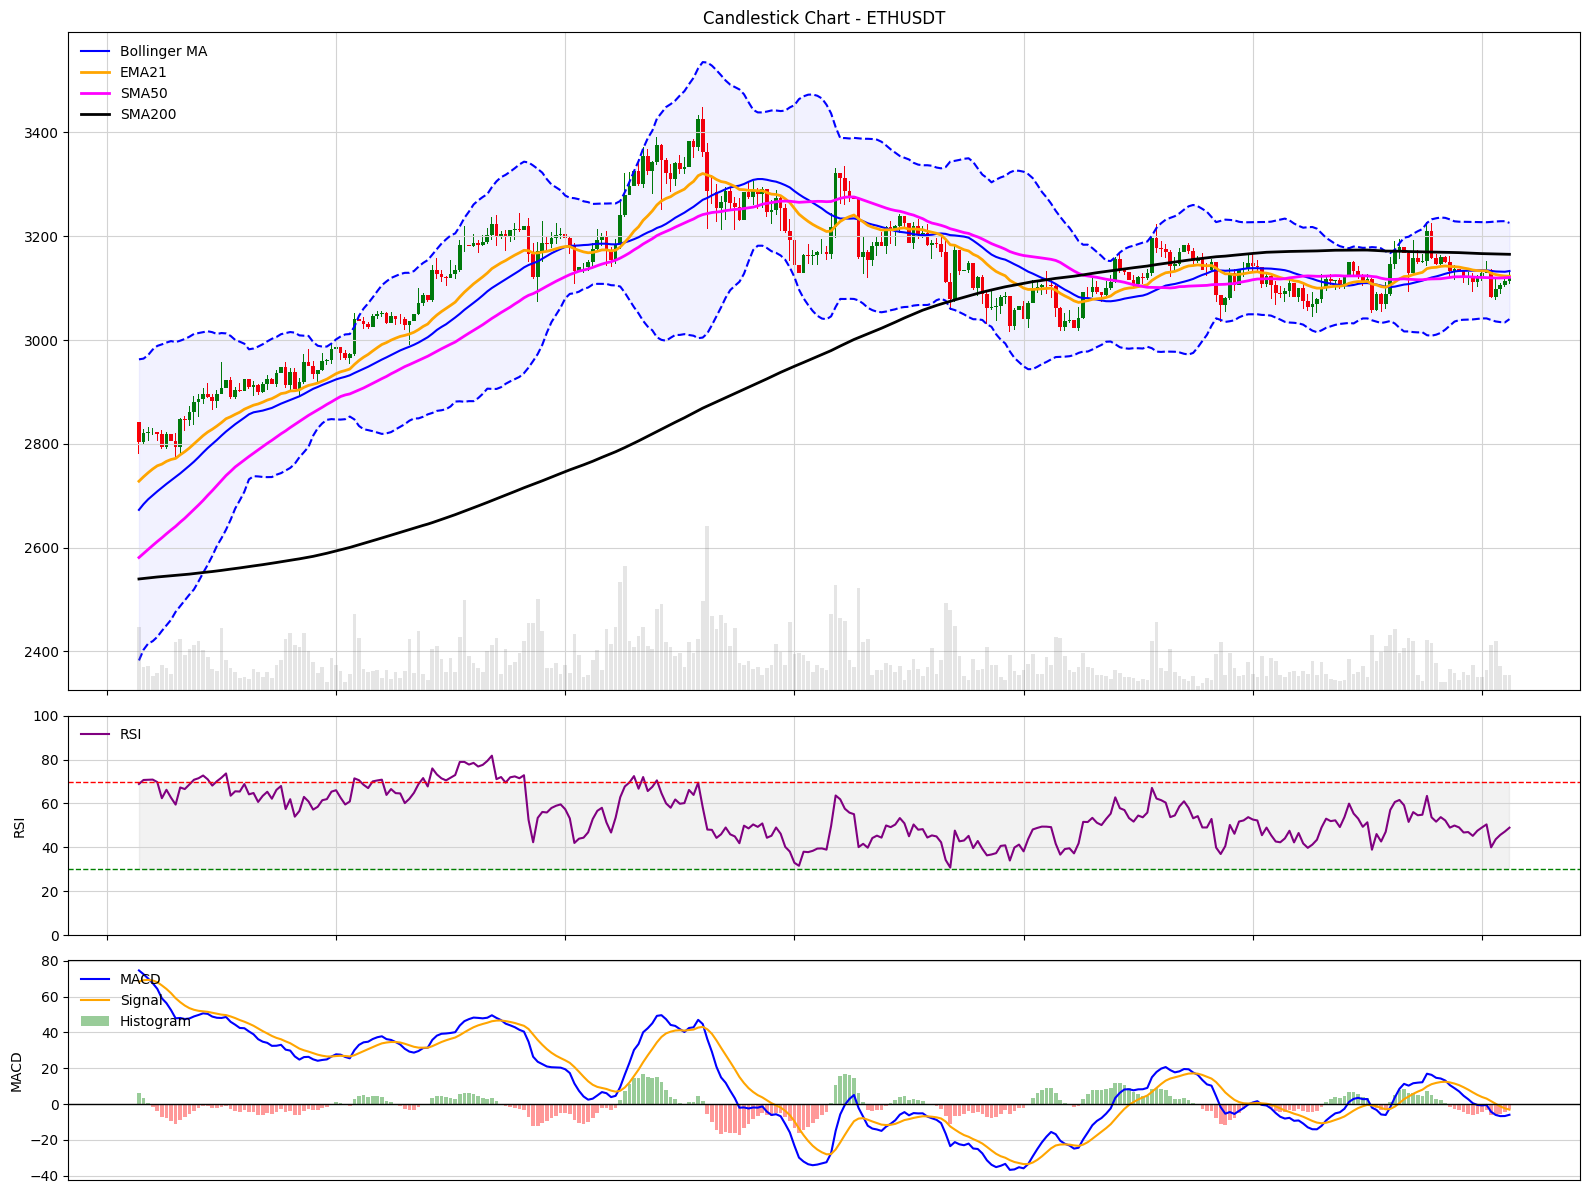 Candlestick Chart - ETHUSDT
Bollinger MA
EMA21
SMA50
SMA200
3400
3200
3000
2800
2600
2400
100
80
60
40
20
0
RSI
RSI
80
60
40
20
0
−20
−40
MACD
MACD
Signal
Histogram